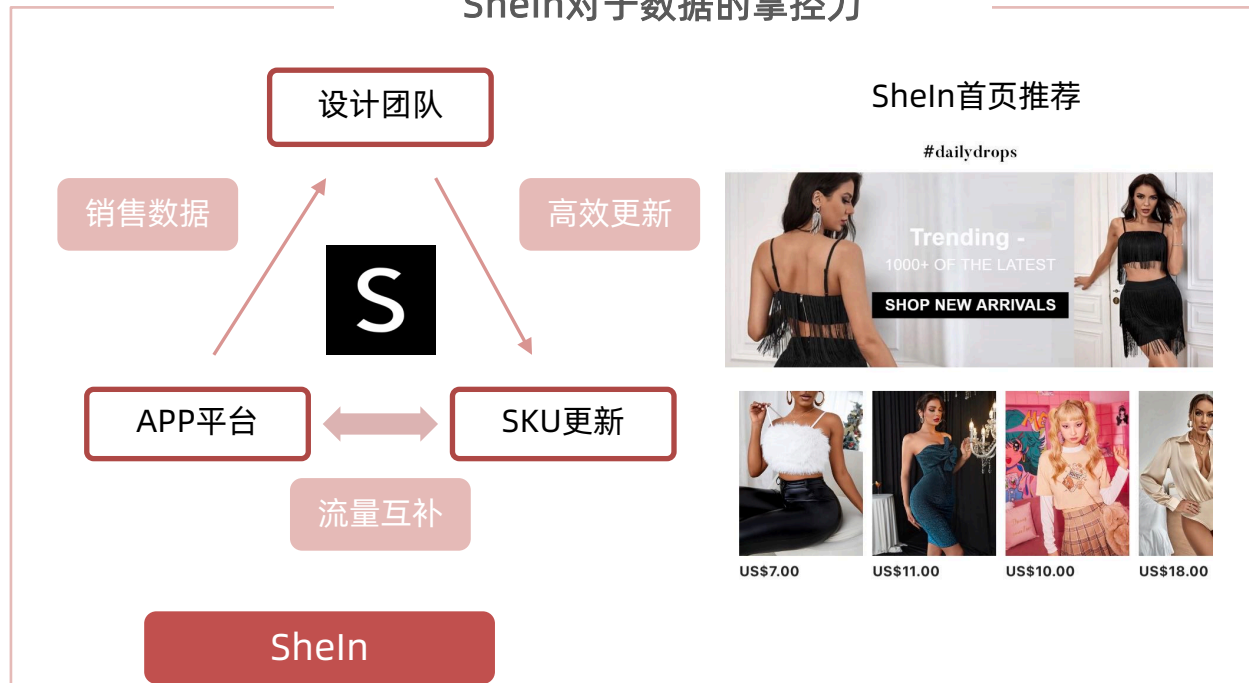 SheIn对于数据的掌控力
设计团队
销售数据
高效更新
S
APP平台
SKU更新
流量互补
SheIn
SheIn首页推荐
#dailydrops
Trending -
1000+ OF THE LATEST
SHOP NEW ARRIVALS
US$7.00
US$11.00
US$10.00
US$18.00